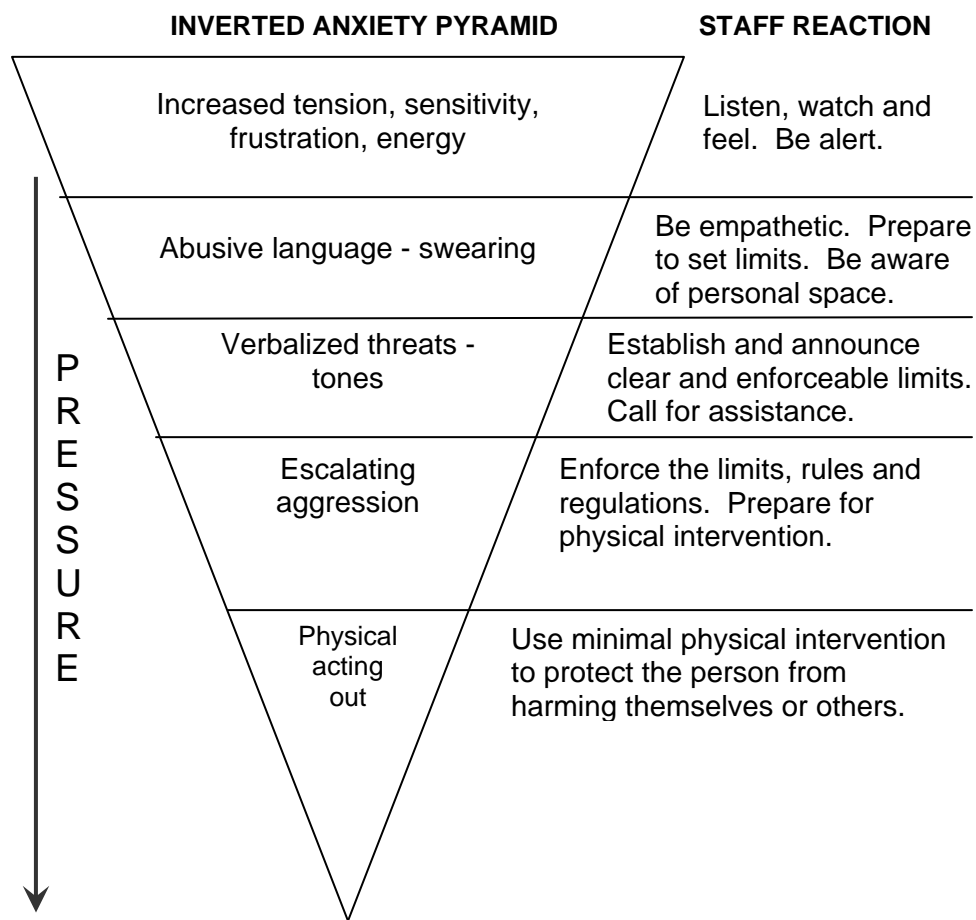 INVERTED ANXIETY PYRAMID
STAFF REACTION
Increased tension, sensitivity,
frustration, energy
Listen, watch and
feel.  Be alert.
Abusive language - swearing
Be empathetic.  Prepare
to set limits.  Be aware
of personal space.
Verbalized threats -
tones
Establish and announce
clear and enforceable limits.
Call for assistance.
Escalating
aggression
Enforce the limits, rules and
regulations.  Prepare for
physical intervention.
Physical
acting
out
Use minimal physical intervention
to protect the person from
harming themselves or others.
P
R
E
S
S
U
R
E